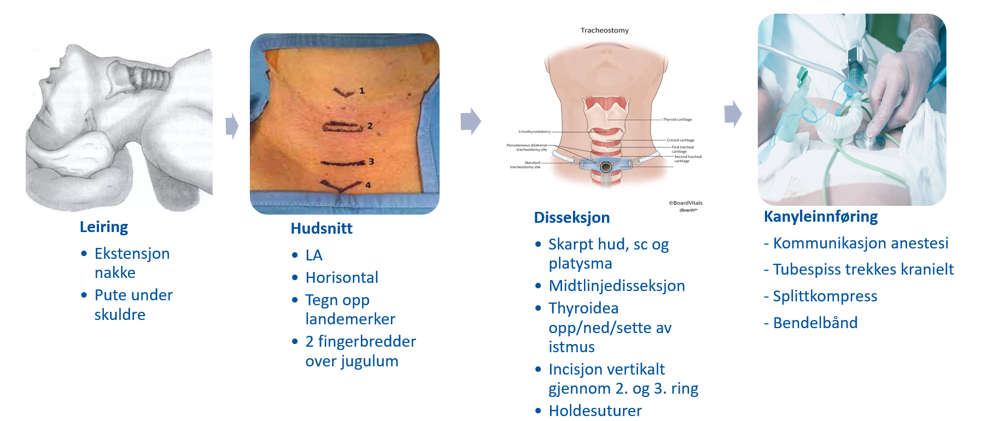 Tracheostomy
1
2
3
4
Thyroid cartilage
Cricothyroidotomy
Cricoid cartilage
Percutaneous dilational
tracheostomy site
First tracheal
cartilage
Second tracheal
cartilage
Standard
tracheostomy site
©BoardVitals
(BoardVi
Leiring
• Ekstensjon
nakke
• Pute under
skuldre
Hudsnitt
• LA
• Horisontal
• Tegn opp
landemerker
• 2 fingerbredder
over jugulum
Disseksjon
• Skarpt hud, sc og
platysma
• Midtlinjedisseksjon
• Thyroidea
opp/ned/sette av
istmus
• Incisjon vertikalt
gjennom 2. og 3. ring
• Holdesuturer
Kanyleinnføring
- Kommunikasjon anestesi
- Tubespiss trekkes kranielt
- Splittkompress
- Bendelbånd